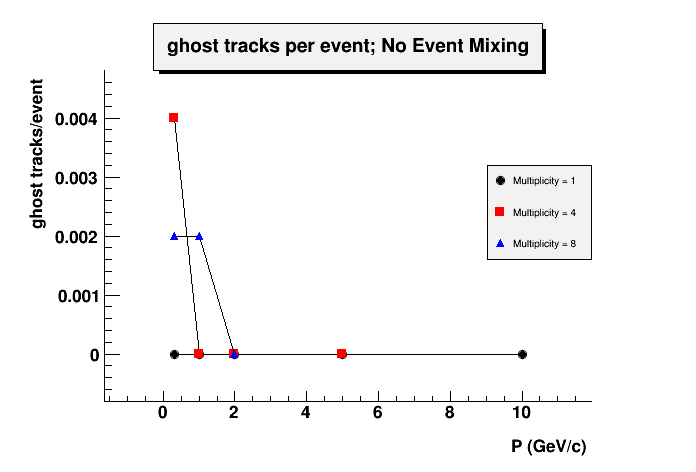 ghost tracks per event; No Event Mixing
ghost tracks/event
0.004
0.003
0.002
0.001
0
Multiplicity = 1
Multiplicity = 4
Multiplicity = 8
0 2 4 6 8 10
P (GeV/c)